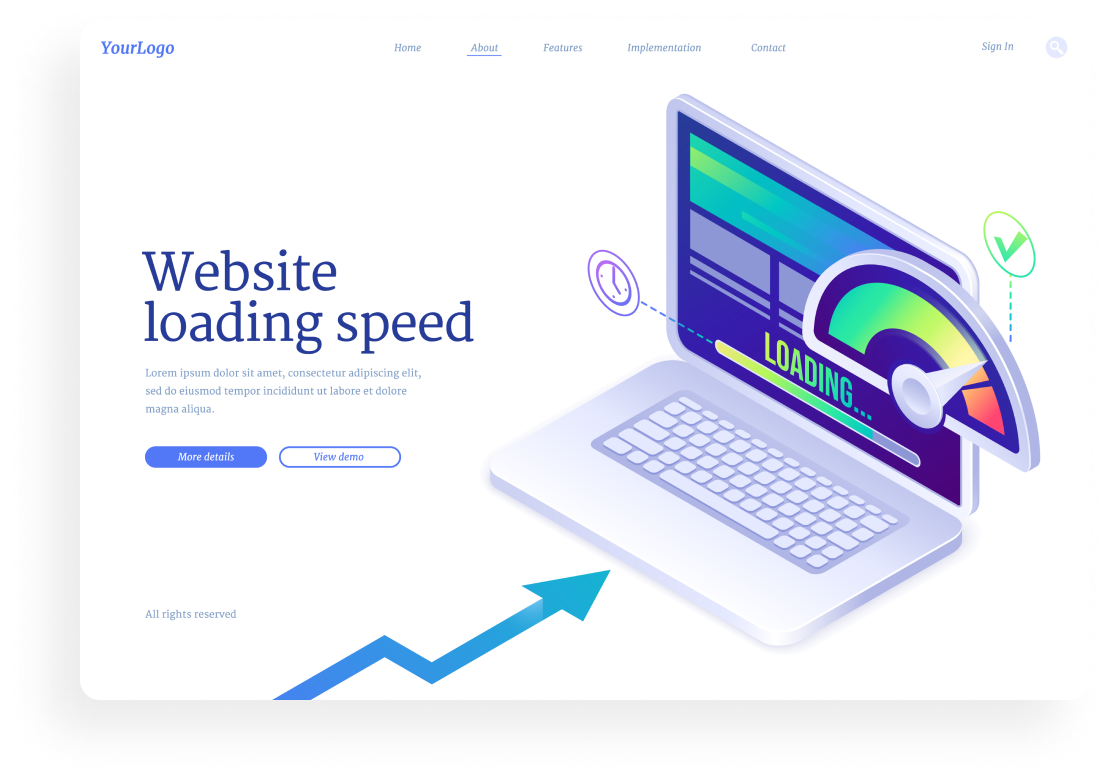 YourLogo
Home About Features Implementation Contact Sign In
Website
loading speed
Lorem ipsum dolor sit amet, consectetur adipiscing elit,
sed do eiusmod tempor incididunt ut labore et dolore
magna aliqua.
More details View demo
LOADING...
All rights reserved